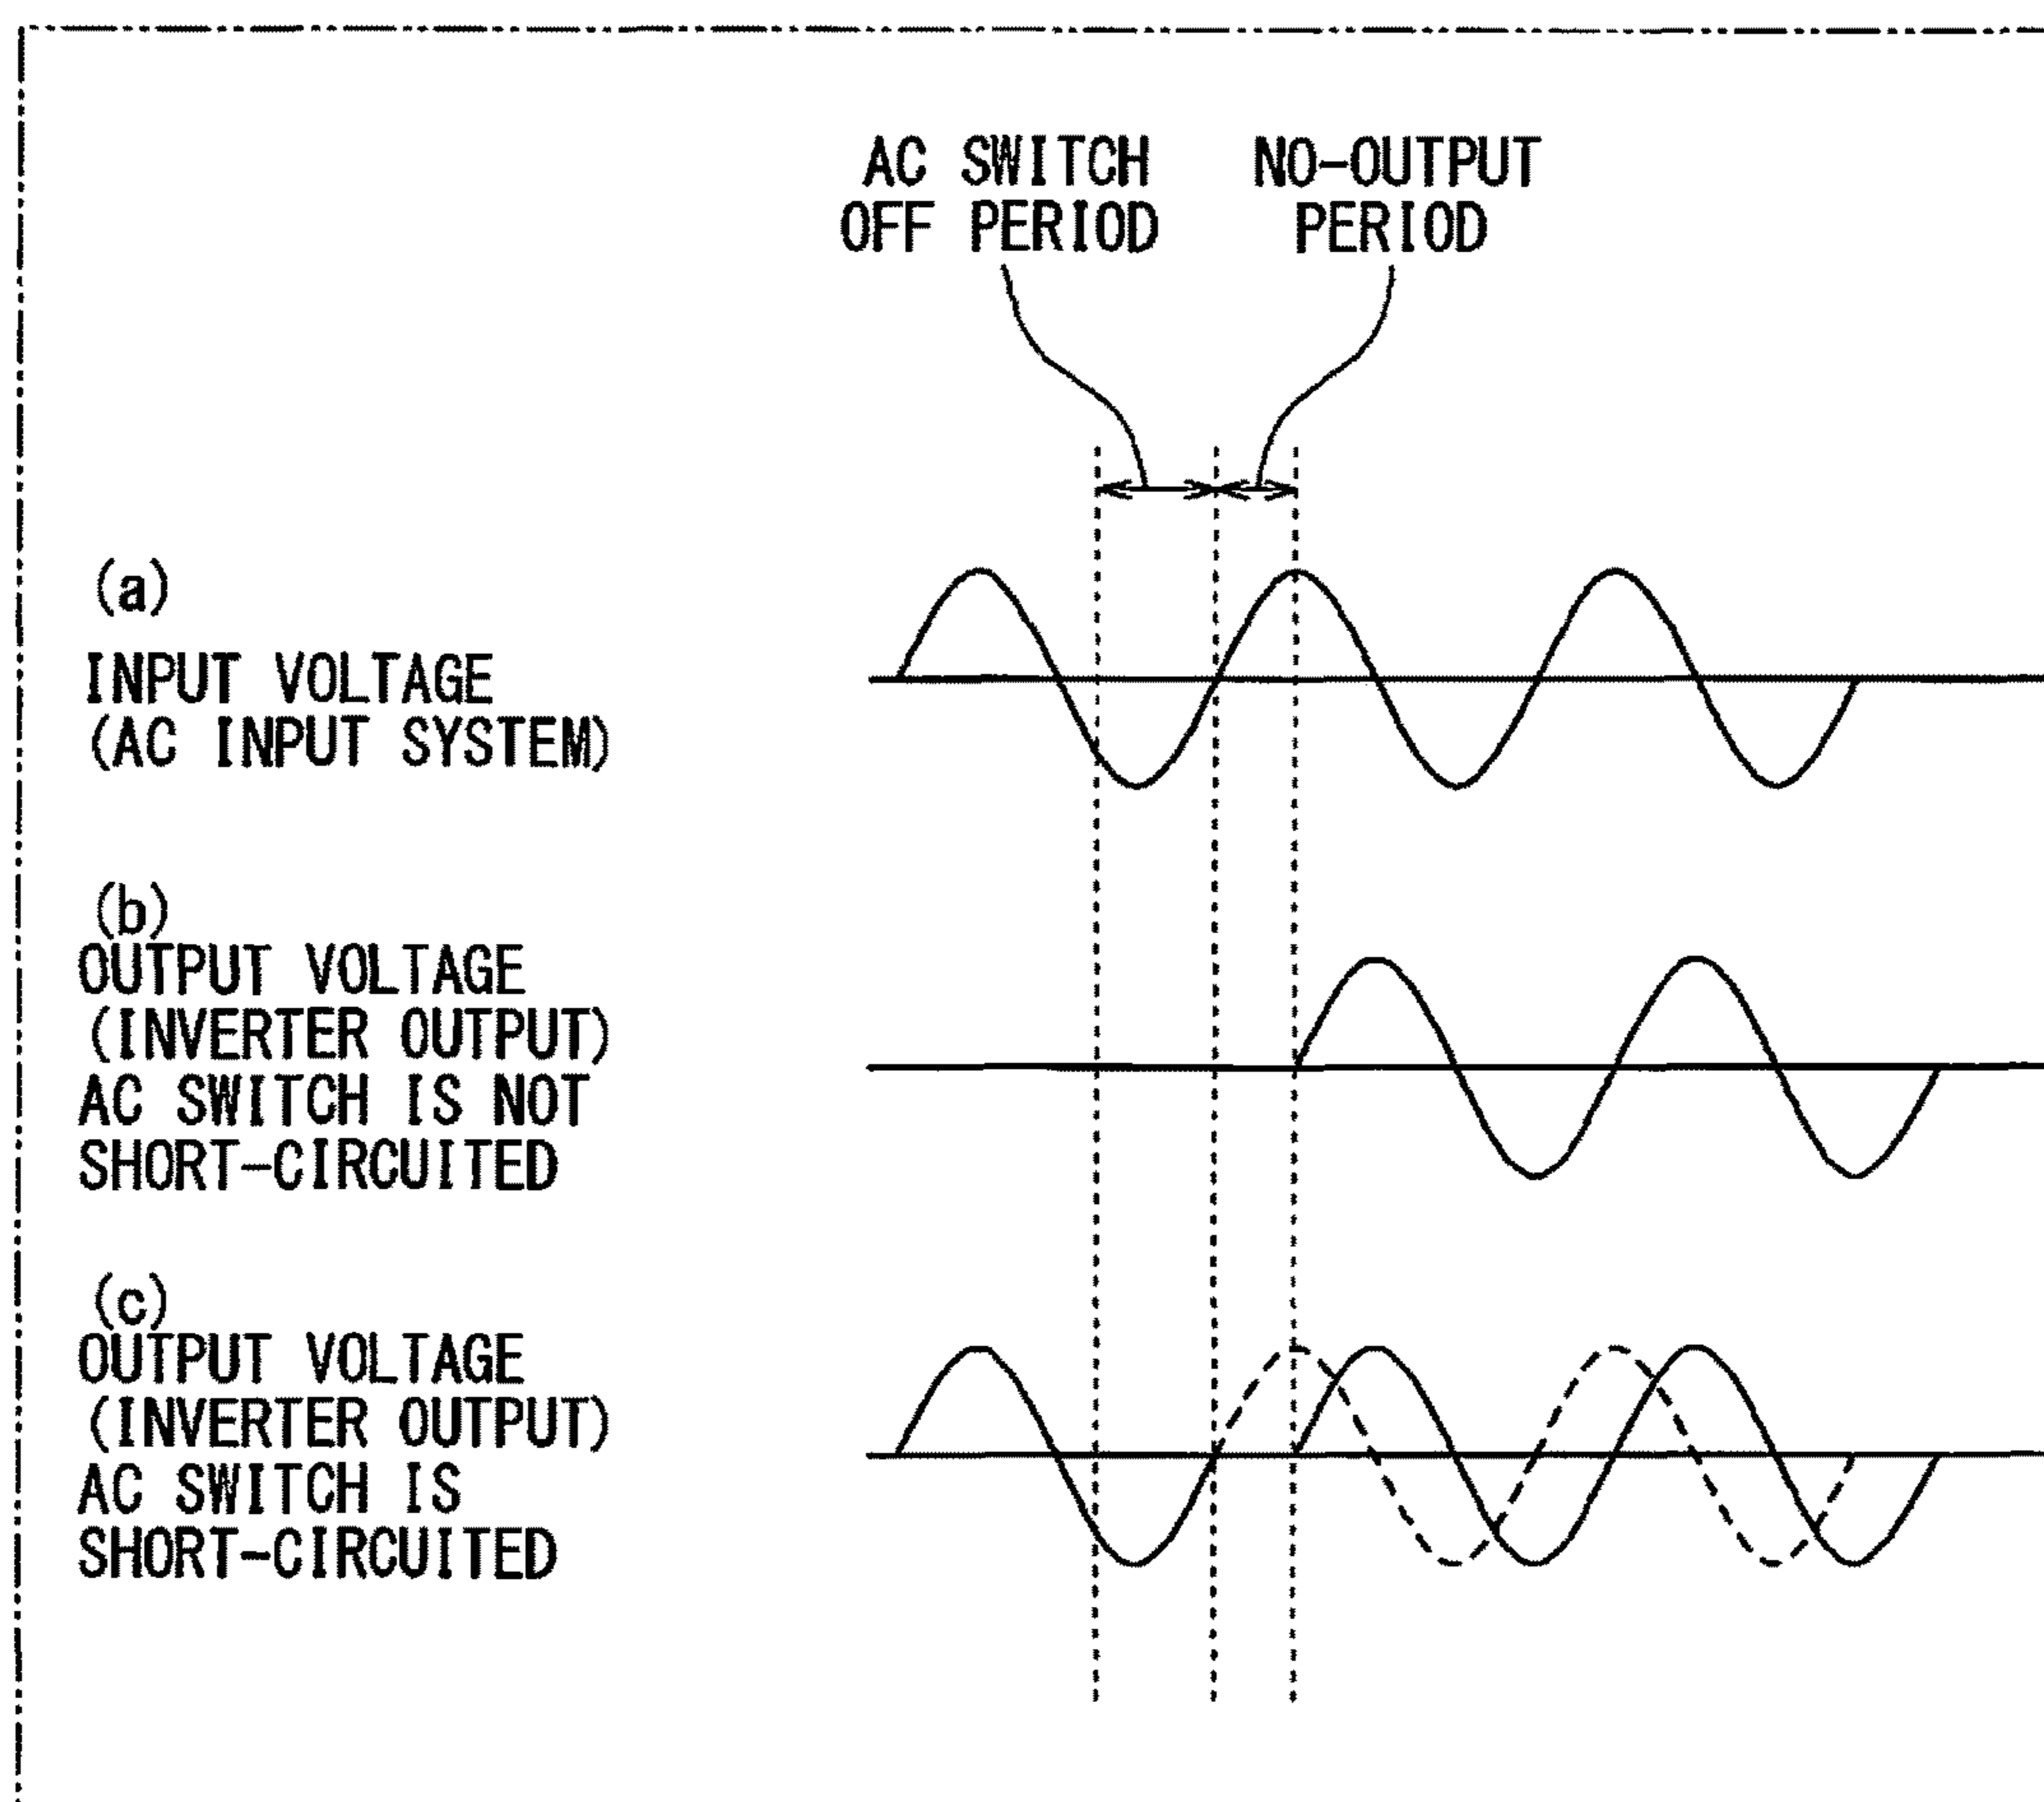 AC SWITCH
OFF PERIOD
NO-OUTPUT
PERIOD
(a)
INPUT VOLTAGE
(AC INPUT SYSTEM)
(b)
OUTPUT VOLTAGE
(INVERTER OUTPUT)
AC SWITCH IS NOT
SHORT-CIRCUITED
(c)
OUTPUT VOLTAGE
(INVERTER OUTPUT)
AC SWITCH IS
SHORT-CIRCUITED